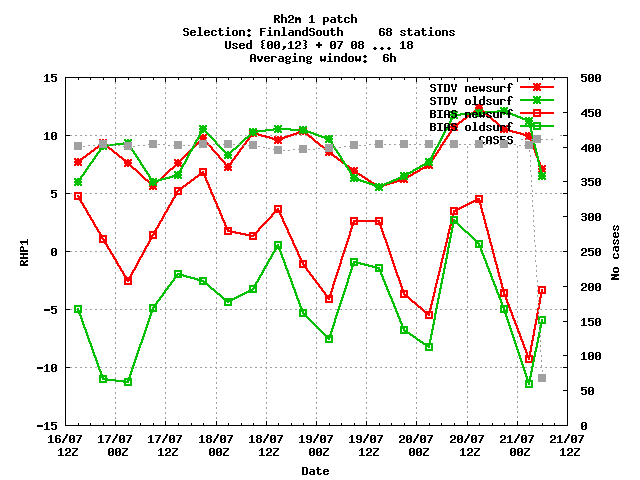 Rh2m 1 patch
Selection: FinlandSouth     68 stations
Used {00,12} + 07 08 ... 18
Averaging window:  6h
STDV newsurf
STDV oldsurf
BIAS newsurf
BIAS oldsurf
CASES
15
10
5
0
-5
-10
-15
RHP1
500
450
400
350
300
250
200
150
100
50
0
No cases
16/07 17/07 17/07 18/07 18/07 19/07 19/07 20/07 20/07 21/07 21/07
12Z 00Z 12Z 00Z 12Z 00Z 12Z 00Z 12Z 00Z 12Z
Date